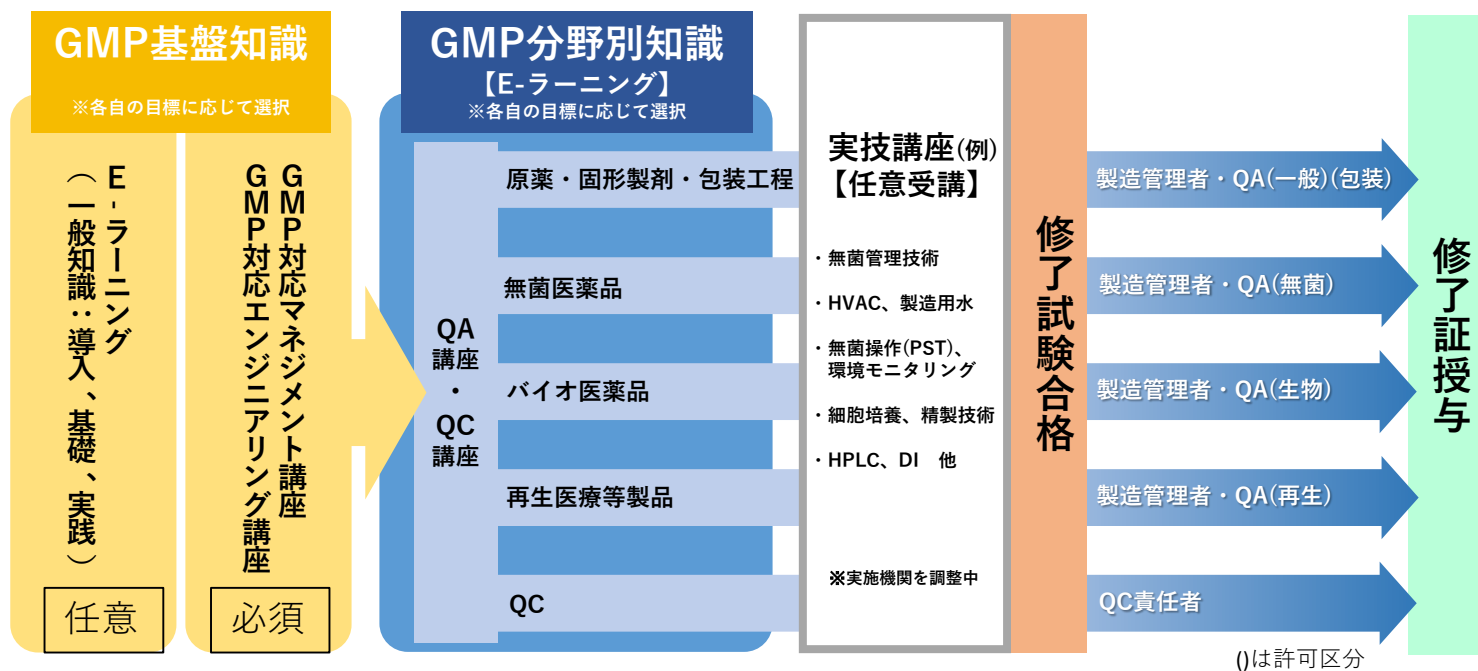 GMP基盤知識
※各自の目標に応じて選択
E-ラーニング
（一般知識：導入、基礎、実践）
任意
GMP対応マネジメント講座
GMP対応エンジニアリング講座
必須
GMP分野別知識
【E-ラーニング】
※各自の目標に応じて選択
QA
講座
・
QC
講座
原薬・固形製剤・包装工程
無菌医薬品
バイオ医薬品
再生医療等製品
QC
実技講座(例)
【任意受講】
・無菌管理技術
・HVAC、製造用水
・無菌操作(PST)、
環境モニタリング
・細胞培養、精製技術
・HPLC、DI　他
※実施機関を調整中
修了試験合格
製造管理者・QA(一般)(包装)
製造管理者・QA(無菌)
製造管理者・QA(生物)
製造管理者・QA(再生)
QC責任者
修了証授与
()は許可区分